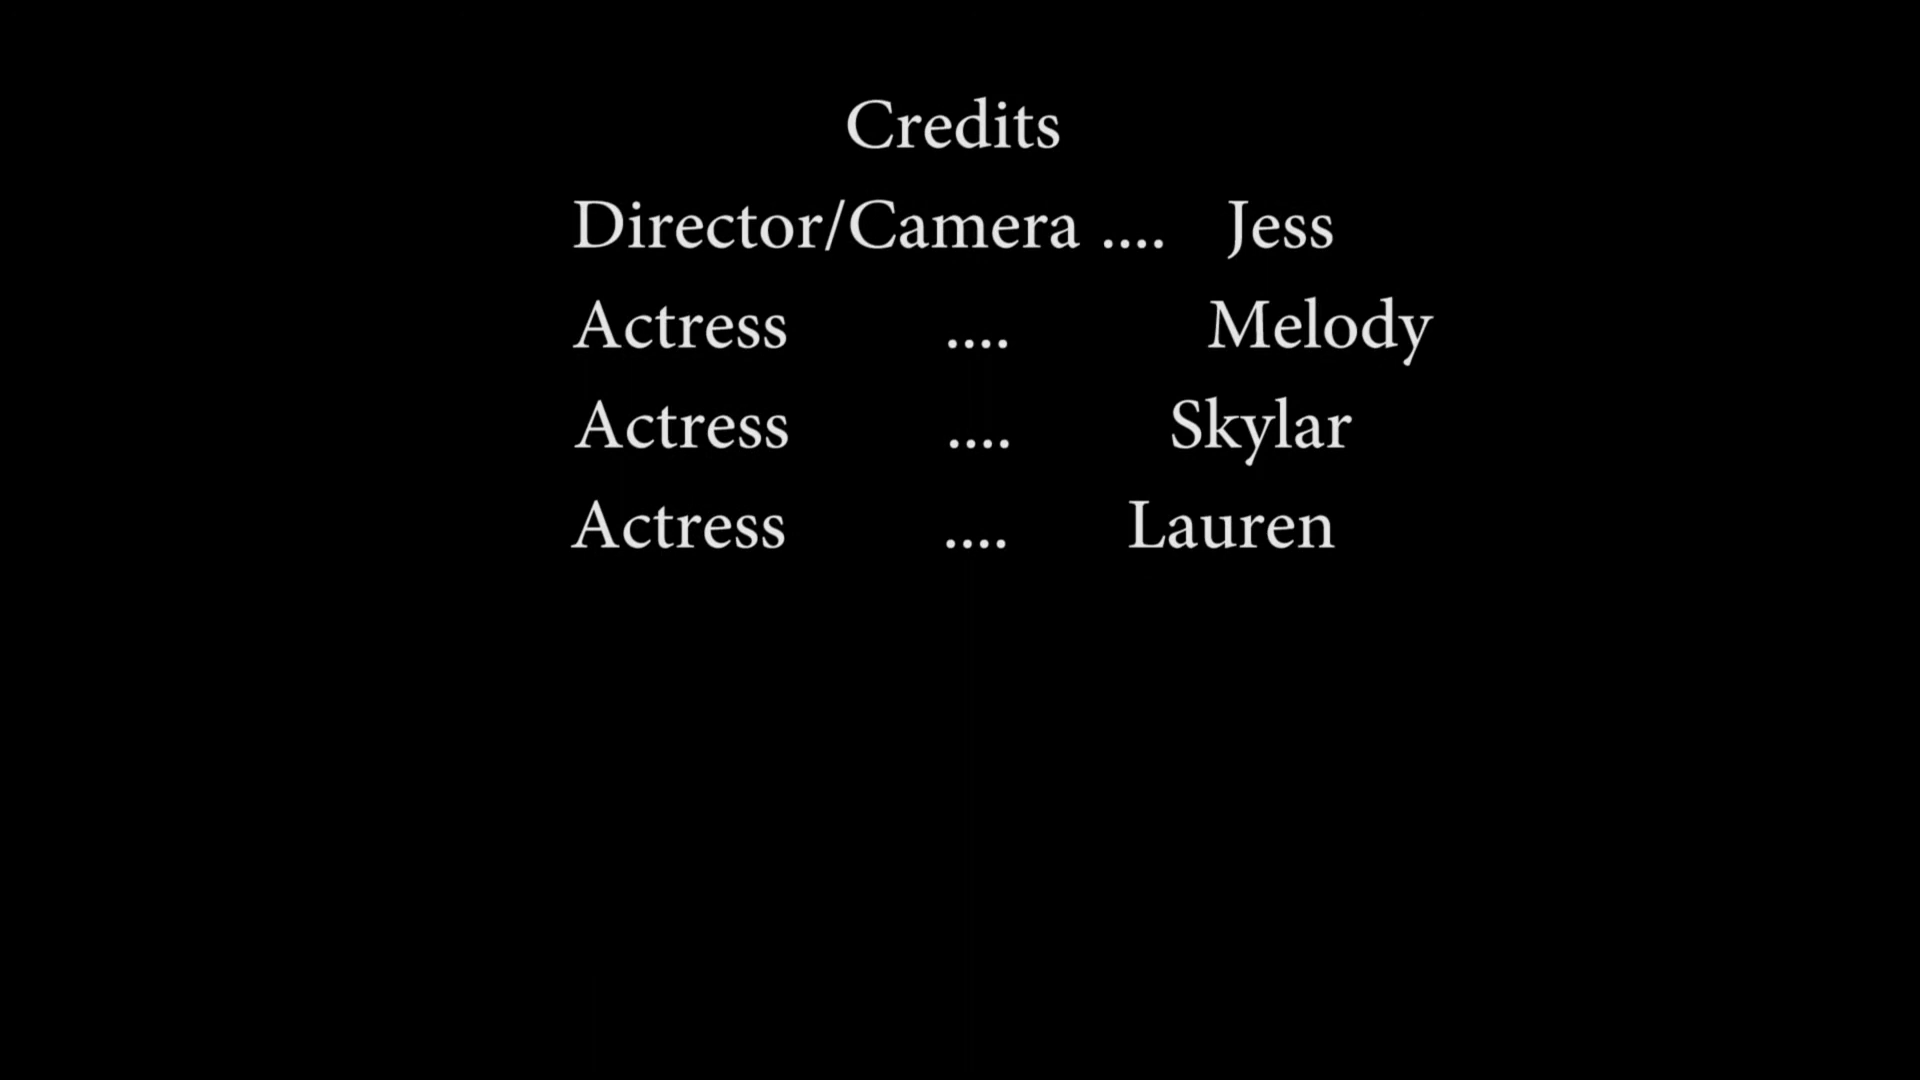 Credits
Director/Camera .... Jess
Actress .... Melody
Actress .... Skylar
Actress .... Lauren